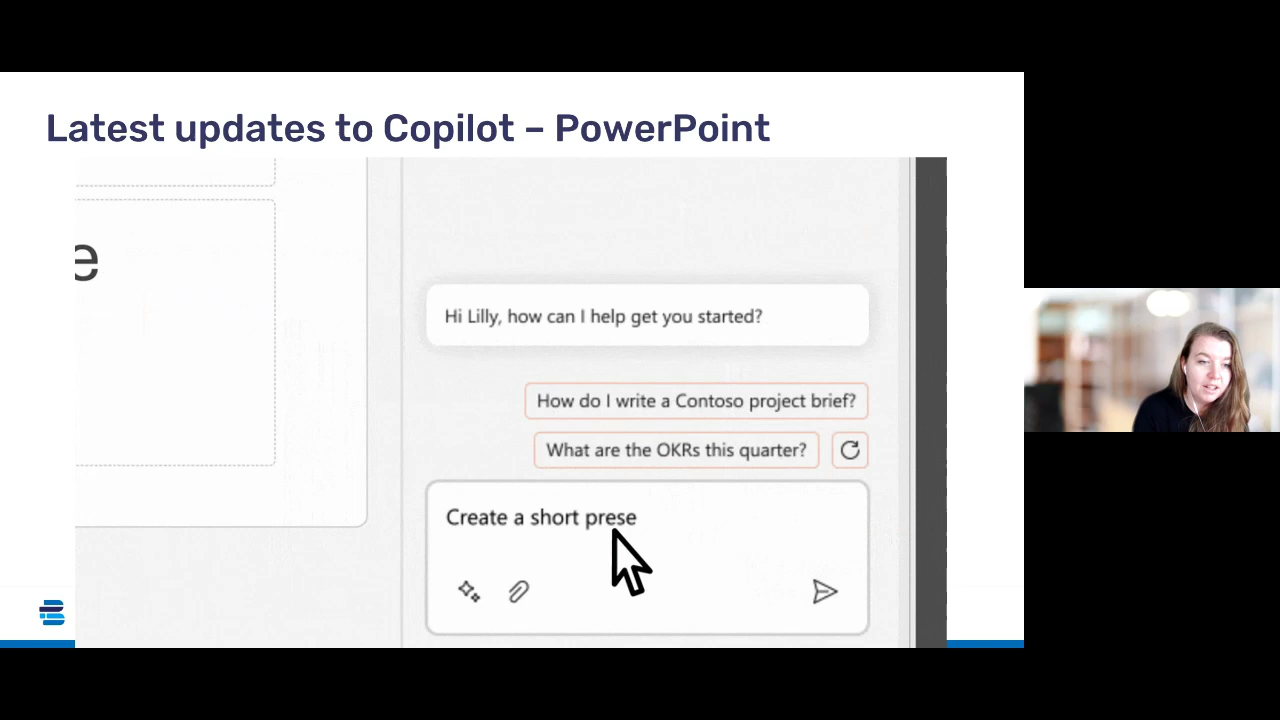 Latest updates to Copilot – PowerPoint
e
Hi Lilly, how can I help get you started?
How do I write a Contoso project brief?
What are the OKRs this quarter?
Create a short prese